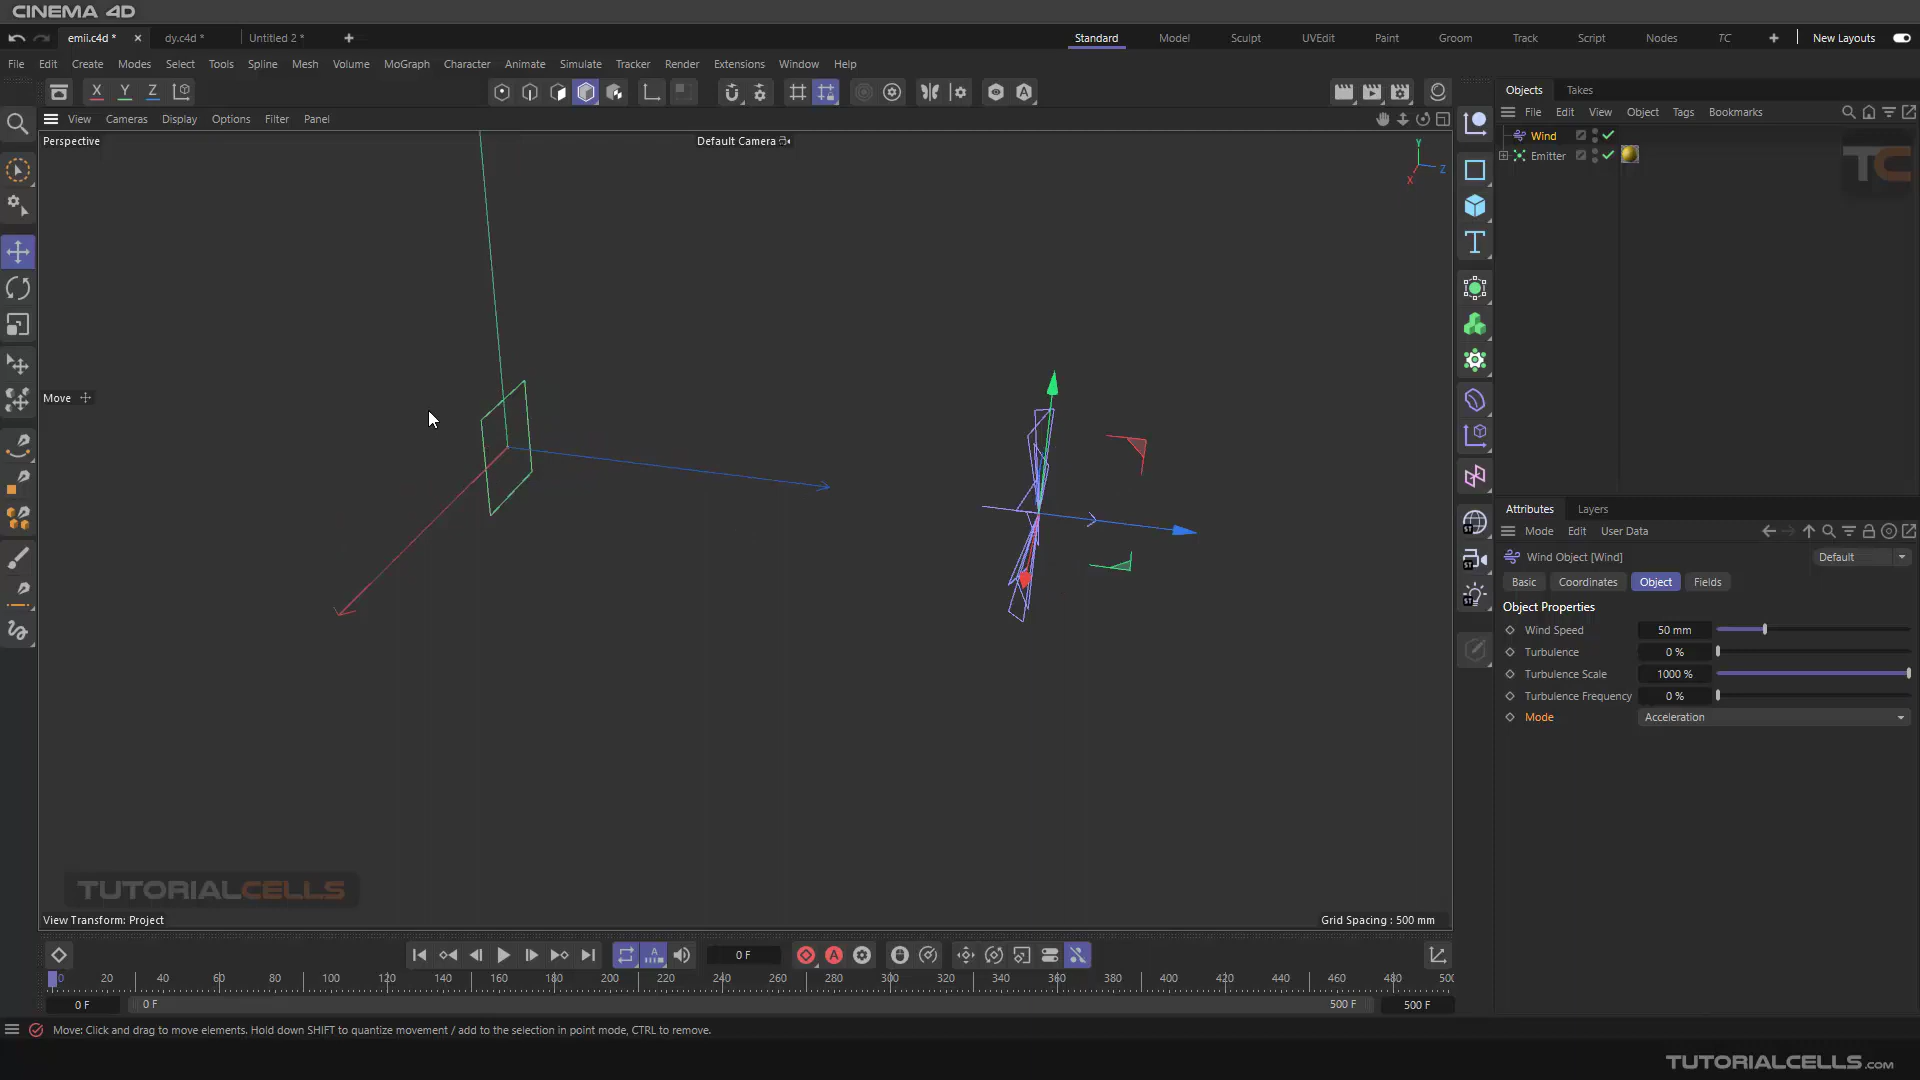 CINEMA 4D
emii.c4d *
dy.c4d *
Untitled 2 *
Standard
Model
Sculpt
UVEdit
Paint
Groom
Track
Script
Nodes
TC
New Layouts
File Edit Create Modes Select Tools Spline Mesh Volume MoGraph Character Animate Simulate Tracker Render Extensions Window Help
X Y Z
View Cameras Display Options Filter Panel
Perspective
Default Camera
Y
Z
X
Move
TUTORIALCELLS
View Transform: Project
Grid Spacing : 500 mm
Objects Takes
File Edit View Object Tags Bookmarks
Wind
Emitter
TC
Attributes Layers
Mode Edit User Data
Wind Object [Wind]
Default
Basic Coordinates Object Fields
Object Properties
Wind Speed 50 mm
Turbulence 0 %
Turbulence Scale 1000 %
Turbulence Frequency 0 %
Mode Acceleration
0 F
0 20 40 60 80 100 120 140 160 180 200 220 240 260 280 300 320 340 360 380 400 420 440 460 480 500
0 F
0 F
500 F
500 F
Move: Click and drag to move elements. Hold down SHIFT to quantize movement / add to the selection in point mode, CTRL to remove.
TUTORIALCELLS.com